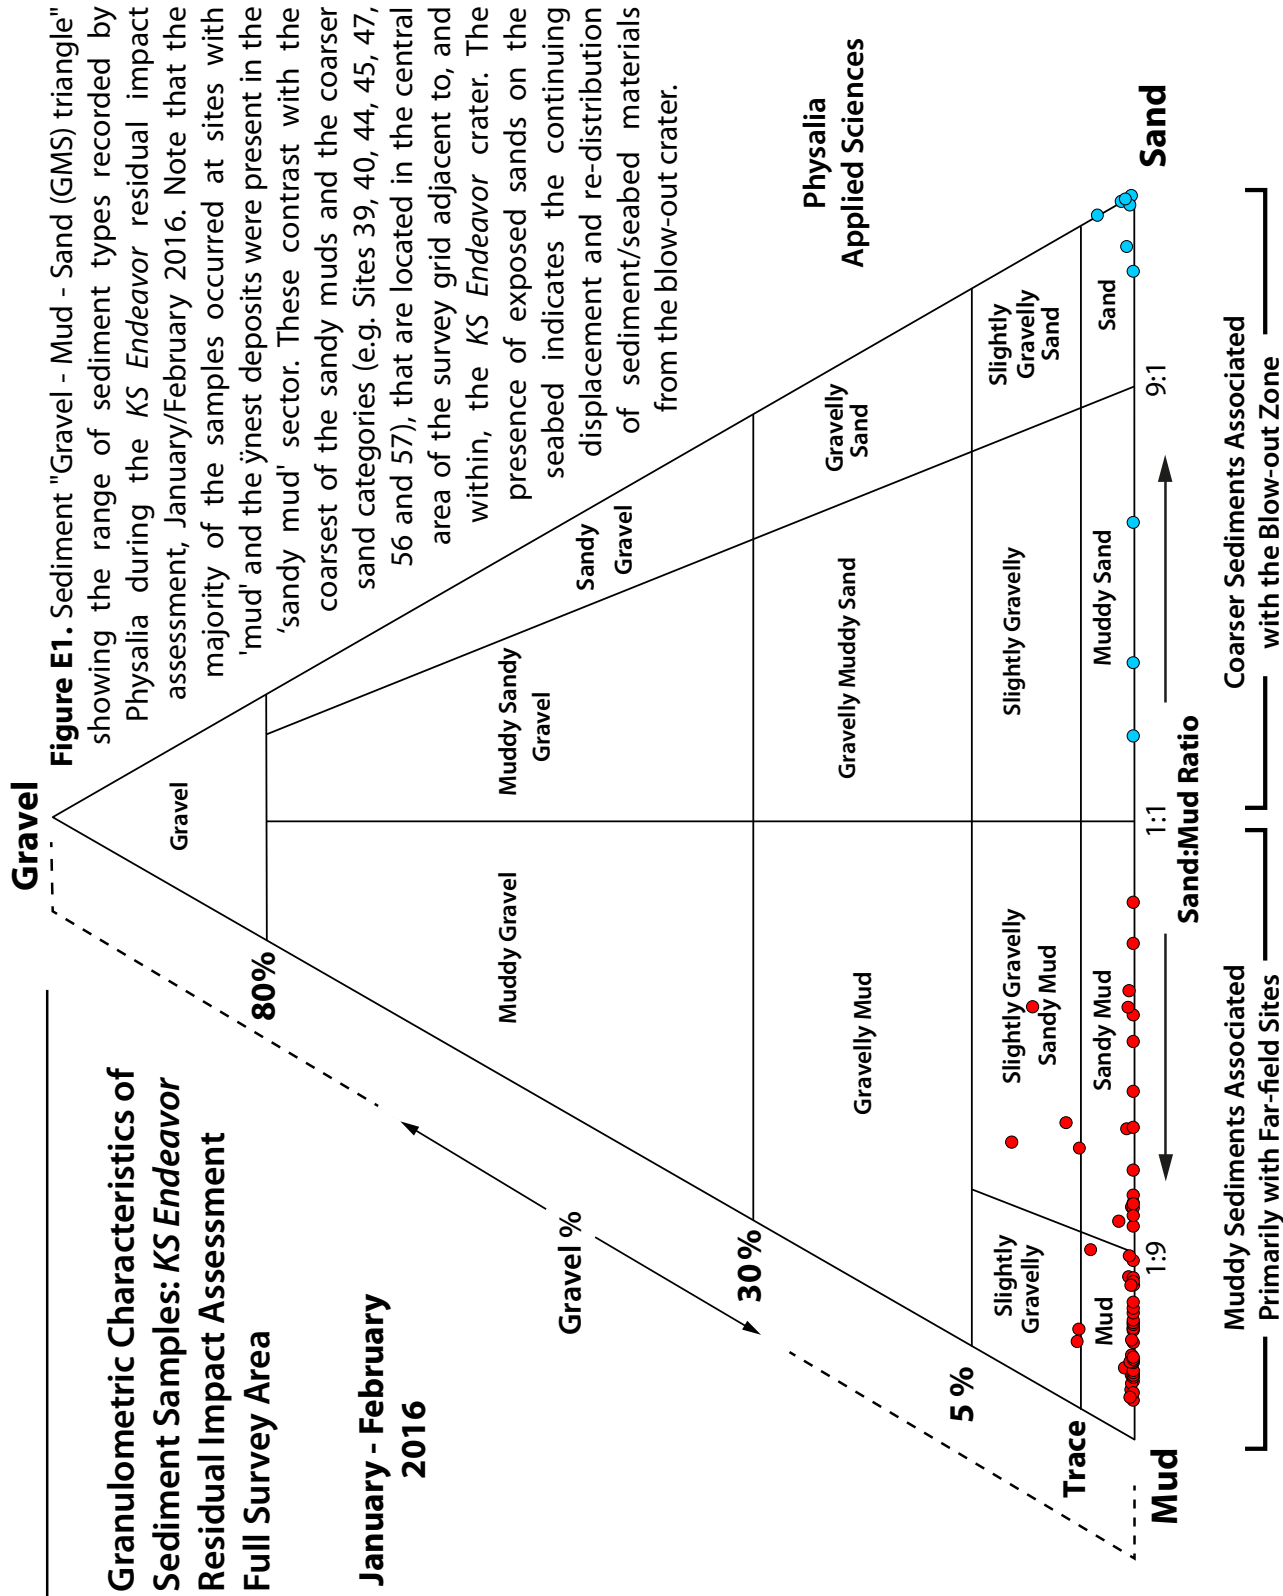 Granulometric Characteristics of
Sediment Samples: KS Endeavor
Residual Impact Assessment
Full Survey Area
January - February
2016
Figure E1. Sediment "Gravel - Mud - Sand (GMS) triangle"
showing the range of sediment types recorded by
Physalia during the KS Endeavor residual impact
assessment, January/February 2016. Note that the
majority of the samples occurred at sites with
'mud' and the ÿnest deposits were present in the
'sandy mud' sector. These contrast with the
coarsest of the sandy muds and the coarser
sand categories (e.g. Sites 39, 40, 44, 45, 47,
56 and 57), that are located in the central
area of the survey grid adjacent to, and
within, the KS Endeavor crater. The
presence of exposed sands on the
seabed indicates the continuing
displacement and re-distribution
of sediment/seabed materials
from the blow-out crater.
Physalia
Applied Sciences
Gravel
Gravel
80%
Muddy Gravel
Muddy Sandy
Gravel
Sandy
Gravel
Gravel %
30%
Gravelly Mud
Gravelly Muddy Sand
Gravelly
Sand
5 %
Slightly
Gravelly
Slightly Gravelly
Sandy Mud
Slightly Gravelly
Slightly
Gravelly
Sand
Trace
Mud
Sandy Mud
Muddy Sand
Sand
Mud
1:9
1:1
9:1
Sand
Sand:Mud Ratio
Muddy Sediments Associated
Primarily with Far-field Sites
Coarser Sediments Associated
with the Blow-out Zone